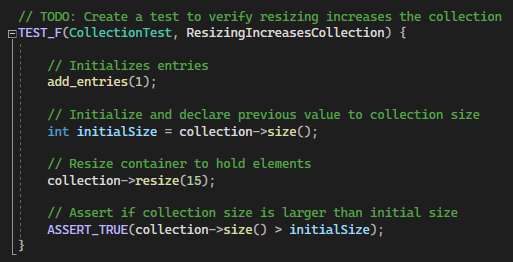 // TODO: Create a test to verify resizing increases the collection
TEST_F(CollectionTest, ResizingIncreasesCollection) {
// Initializes entries
add_entries(1);
// Initialize and declare previous value to collection size
int initialSize = collection->size();
// Resize container to hold elements
collection->resize(15);
// Assert if collection size is larger than initial size
ASSERT_TRUE(collection->size() > initialSize);
}